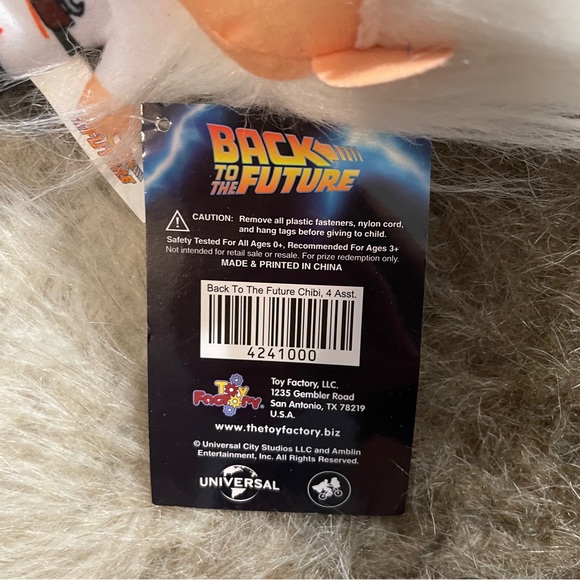 BACK
TO
THE FUTURE
CAUTION: Remove all plastic fasteners, nylon cord,
and hang tags before giving to child.
Safety Tested For All Ages 0+, Recommended For Ages 3+
Not intended for retail sale or resale. For prize redemption only.
MADE & PRINTED IN CHINA
Back To The Future Chibi, 4 Asst.
4241000
Toy Factory
Toy Factory, LLC.
1235 Gembler Road
San Antonio, TX 78219
U.S.A.
www.thetoyfactory.biz
© Universal City Studios LLC and Amblin
Entertainment, Inc. All Rights Reserved.
UNIVERSAL
FUTURE